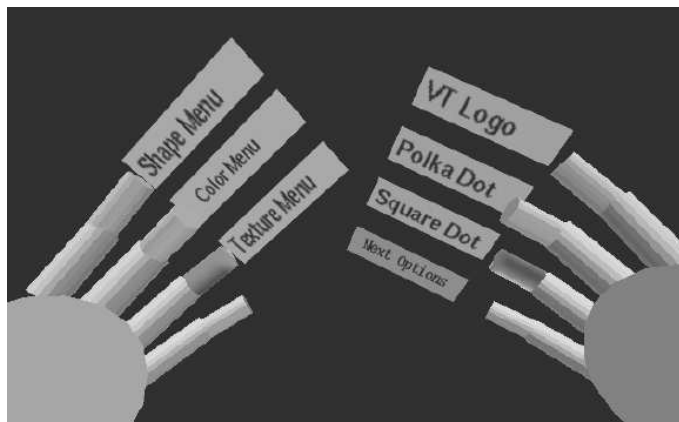 Shape Menu
Color Menu
Texture Menu
VT Logo
Polka Dot
Square Dot
Next Options